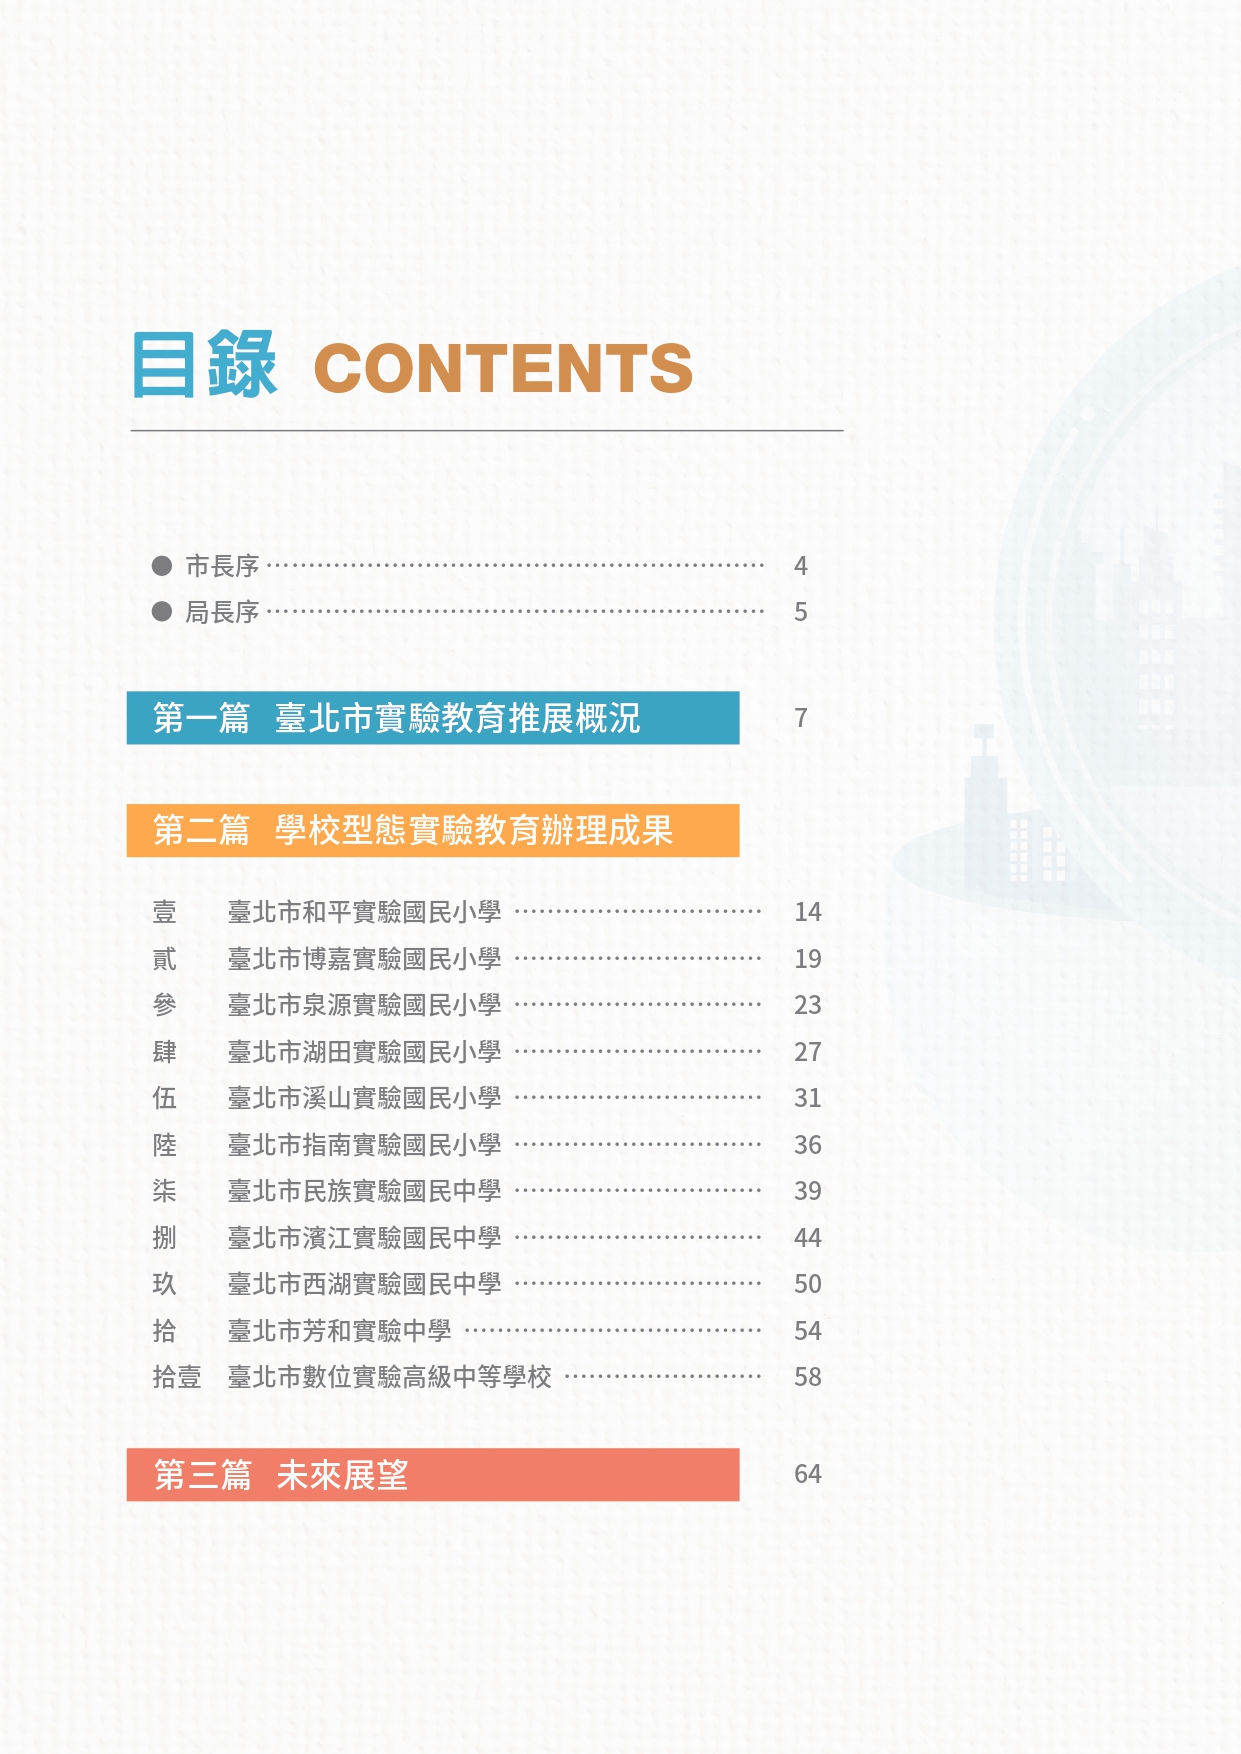 目錄 CONTENTS
● 市長序 ⋯⋯⋯⋯⋯⋯⋯⋯⋯⋯⋯⋯⋯⋯⋯⋯ 4
● 局長序 ⋯⋯⋯⋯⋯⋯⋯⋯⋯⋯⋯⋯⋯⋯⋯⋯ 5
第一篇 臺北市實驗教育推展概況 7
第二篇 學校型態實驗教育辦理成果
壹 臺北市和平實驗國民小學 ⋯⋯⋯⋯⋯⋯⋯⋯⋯⋯ 14
貳 臺北市博嘉實驗國民小學 ⋯⋯⋯⋯⋯⋯⋯⋯⋯⋯ 19
參 臺北市泉源實驗國民小學 ⋯⋯⋯⋯⋯⋯⋯⋯⋯⋯ 23
肆 臺北市湖田實驗國民小學 ⋯⋯⋯⋯⋯⋯⋯⋯⋯⋯ 27
伍 臺北市溪山實驗國民小學 ⋯⋯⋯⋯⋯⋯⋯⋯⋯⋯ 31
陸 臺北市指南實驗國民小學 ⋯⋯⋯⋯⋯⋯⋯⋯⋯⋯ 36
柒 臺北市民族實驗國民中學 ⋯⋯⋯⋯⋯⋯⋯⋯⋯⋯ 39
捌 臺北市濱江實驗國民中學 ⋯⋯⋯⋯⋯⋯⋯⋯⋯⋯ 44
玖 臺北市西湖實驗國民中學 ⋯⋯⋯⋯⋯⋯⋯⋯⋯⋯ 50
拾 臺北市芳和實驗中學 ⋯⋯⋯⋯⋯⋯⋯⋯⋯⋯⋯⋯ 54
拾壹 臺北市數位實驗高級中等學校 ⋯⋯⋯⋯⋯⋯⋯⋯ 58
第三篇 未來展望 64